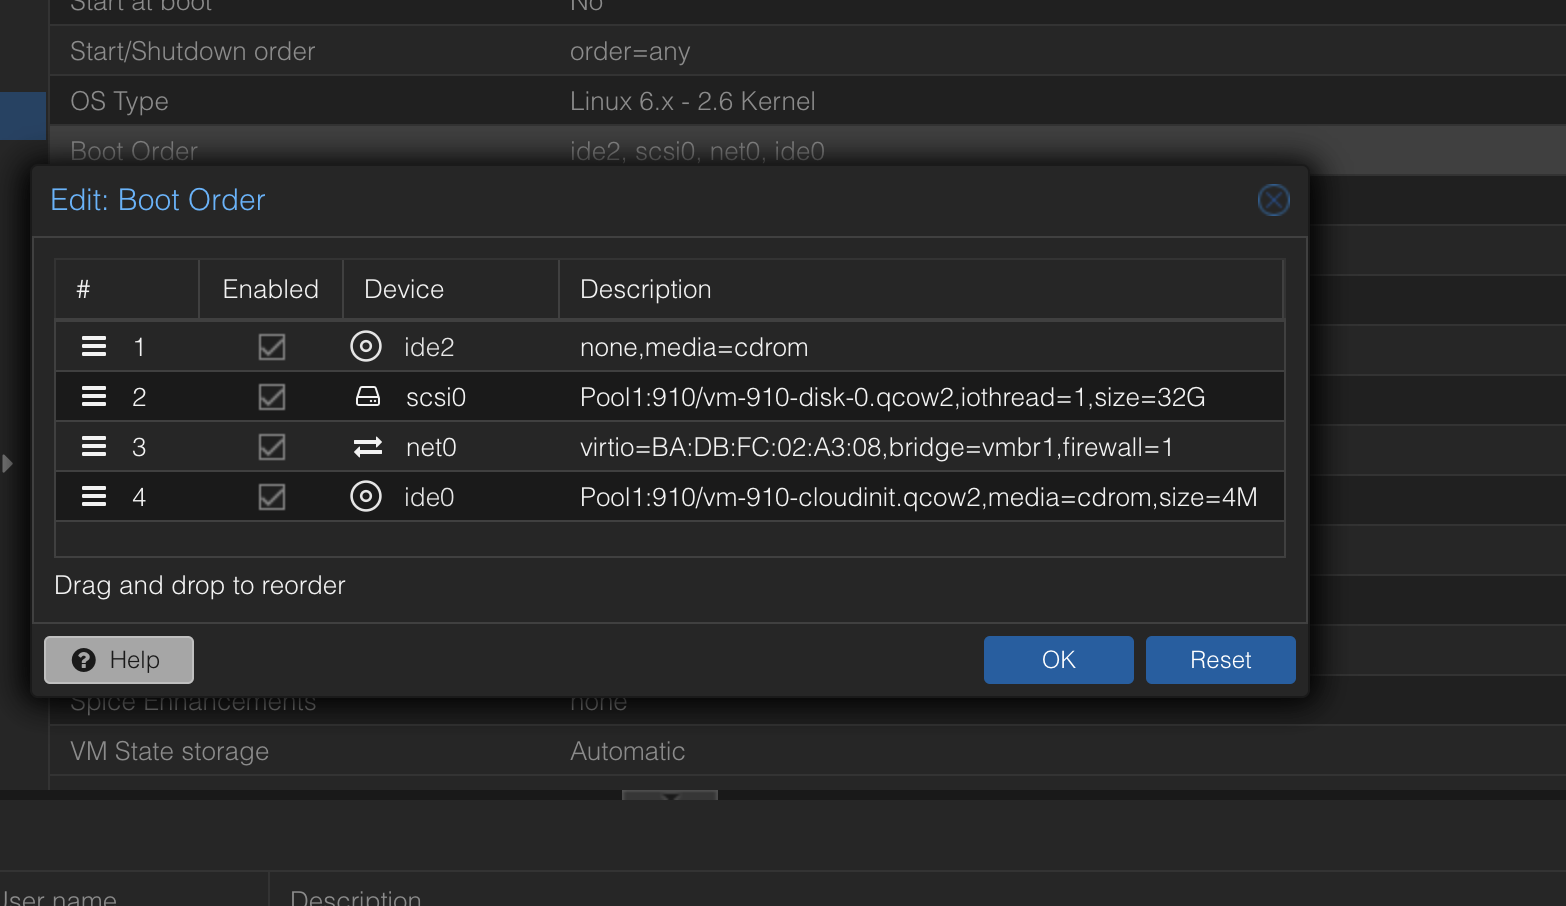 Start at boot No
Start/Shutdown order order=any
OS Type Linux 6.x - 2.6 Kernel
Boot Order ide2, scsi0, net0, ide0
Edit: Boot Order
# Enabled Device Description
1 ide2 none,media=cdrom
2 scsi0 Pool1:910/vm-910-disk-0.qcow2,iothread=1,size=32G
3 net0 virtio=BA:DB:FC:02:A3:08,bridge=vmbr1,firewall=1
4 ide0 Pool1:910/vm-910-cloudinit.qcow2,media=cdrom,size=4M
Drag and drop to reorder
Help OK Reset
Spice Enhancements none
VM State storage Automatic
User name Description